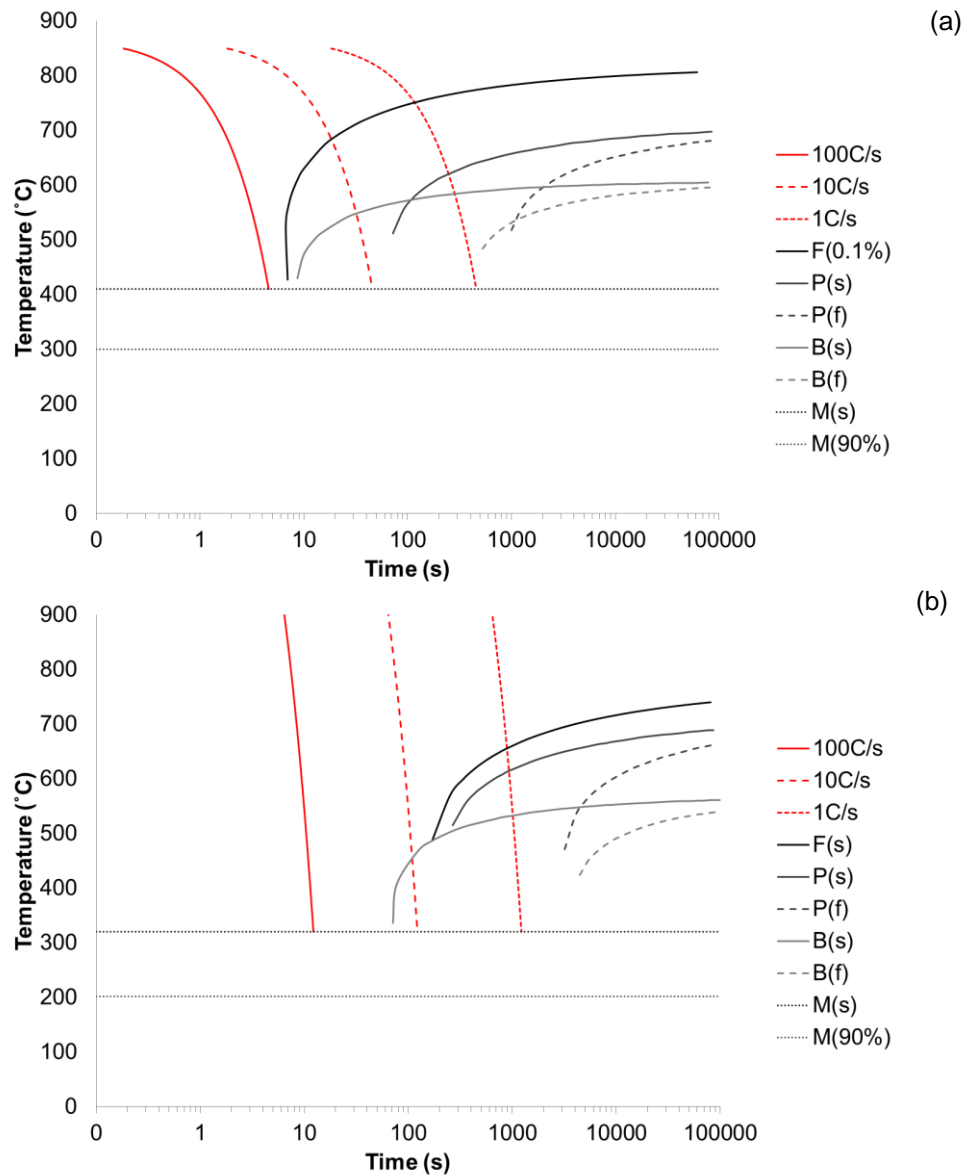 (a)
900
800
700
600
500
400
300
200
100
0
Temperature (˚C)
0 1 10 100 1000 10000 100000
Time (s)
100C/s
10C/s
1C/s
F(0.1%)
P(s)
P(f)
B(s)
B(f)
M(s)
M(90%)
(b)
900
800
700
600
500
400
300
200
100
0
Temperature (˚C)
0 1 10 100 1000 10000 100000
Time (s)
100C/s
10C/s
1C/s
F(s)
P(s)
P(f)
B(s)
B(f)
M(s)
M(90%)